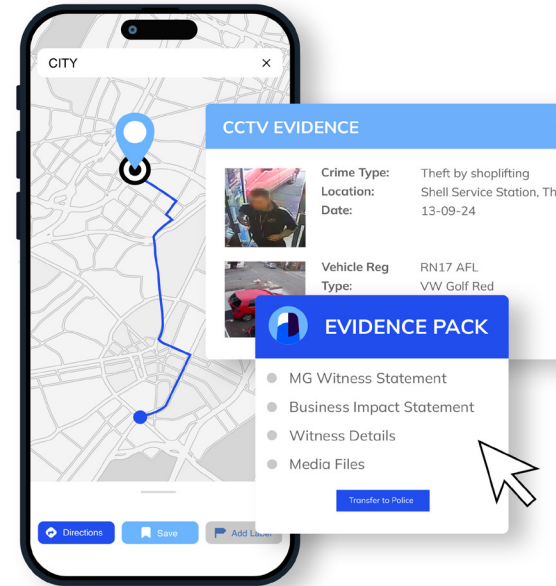 CITY
CCTV EVIDENCE
Crime Type: Theft by shoplifting
Location: Shell Service Station, Th
Date: 13-09-24
Vehicle Reg RN17 AFL
Type: VW Golf Red
EVIDENCE PACK
MG Witness Statement
Business Impact Statement
Witness Details
Media Files
Transfer to Police
Directions
Save
Add Label